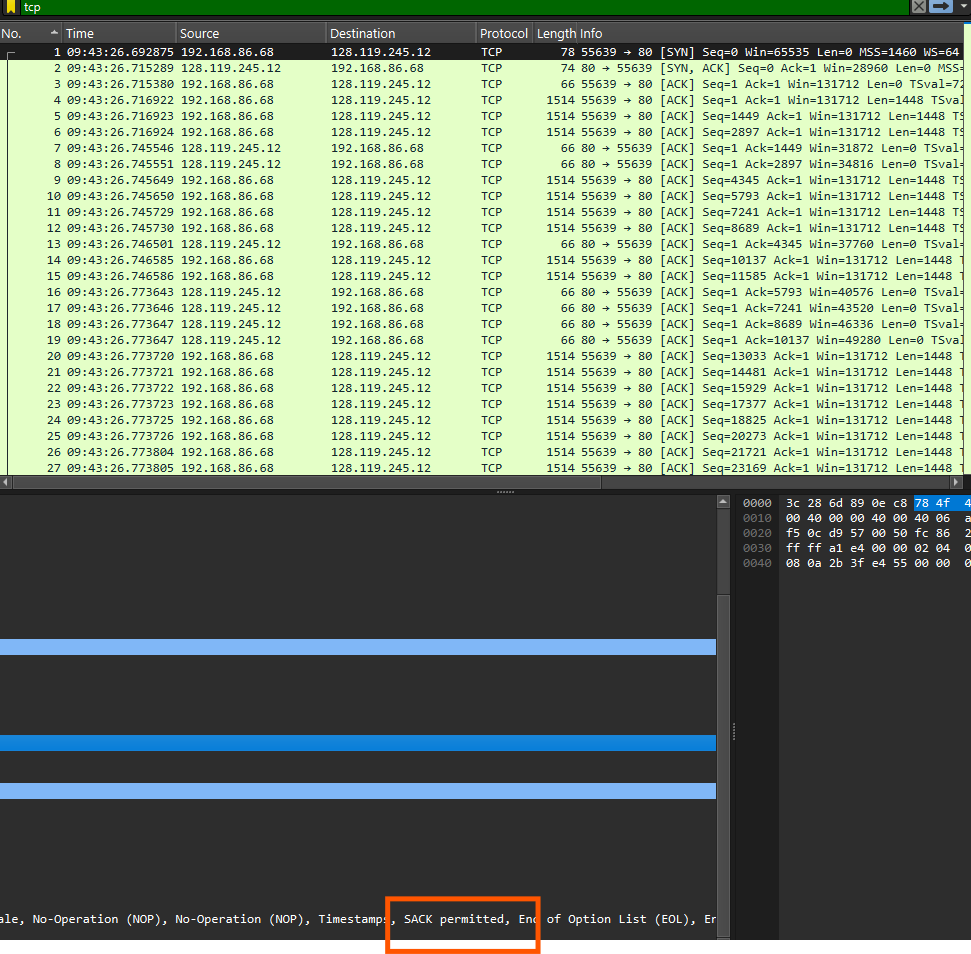 tcp
No. Time Source Destination Protocol Length Info
1 09:43:26.692875 192.168.86.68 128.119.245.12 TCP 78 55639 → 80 [SYN] Seq=0 Win=65535 Len=0 MSS=1460 WS=64
2 09:43:26.715289 128.119.245.12 192.168.86.68 TCP 74 80 → 55639 [SYN, ACK] Seq=0 Ack=1 Win=28960 Len=0 MSS=
3 09:43:26.715380 192.168.86.68 128.119.245.12 TCP 66 55639 → 80 [ACK] Seq=1 Ack=1 Win=131712 Len=0 TSval=72
4 09:43:26.716922 192.168.86.68 128.119.245.12 TCP 1514 55639 → 80 [ACK] Seq=1 Ack=1 Win=131712 Len=1448 TSval
5 09:43:26.716923 192.168.86.68 128.119.245.12 TCP 1514 55639 → 80 [ACK] Seq=1449 Ack=1 Win=131712 Len=1448 TS
6 09:43:26.716924 192.168.86.68 128.119.245.12 TCP 1514 55639 → 80 [ACK] Seq=2897 Ack=1 Win=131712 Len=1448 TS
7 09:43:26.745546 128.119.245.12 192.168.86.68 TCP 66 80 → 55639 [ACK] Seq=1 Ack=1449 Win=31872 Len=0 TSval=
8 09:43:26.745551 128.119.245.12 192.168.86.68 TCP 66 80 → 55639 [ACK] Seq=1 Ack=2897 Win=34816 Len=0 TSval=
9 09:43:26.745649 192.168.86.68 128.119.245.12 TCP 1514 55639 → 80 [ACK] Seq=4345 Ack=1 Win=131712 Len=1448 TS
10 09:43:26.745650 192.168.86.68 128.119.245.12 TCP 1514 55639 → 80 [ACK] Seq=5793 Ack=1 Win=131712 Len=1448 TS
11 09:43:26.745729 192.168.86.68 128.119.245.12 TCP 1514 55639 → 80 [ACK] Seq=7241 Ack=1 Win=131712 Len=1448 TS
12 09:43:26.745730 192.168.86.68 128.119.245.12 TCP 1514 55639 → 80 [ACK] Seq=8689 Ack=1 Win=131712 Len=1448 TS
13 09:43:26.746501 128.119.245.12 192.168.86.68 TCP 66 80 → 55639 [ACK] Seq=1 Ack=4345 Win=37760 Len=0 TSval=
14 09:43:26.746585 192.168.86.68 128.119.245.12 TCP 1514 55639 → 80 [ACK] Seq=10137 Ack=1 Win=131712 Len=1448
15 09:43:26.746586 192.168.86.68 128.119.245.12 TCP 1514 55639 → 80 [ACK] Seq=11585 Ack=1 Win=131712 Len=1448
16 09:43:26.773643 128.119.245.12 192.168.86.68 TCP 66 80 → 55639 [ACK] Seq=1 Ack=5793 Win=40576 Len=0 TSval=
17 09:43:26.773646 128.119.245.12 192.168.86.68 TCP 66 80 → 55639 [ACK] Seq=1 Ack=7241 Win=43520 Len=0 TSval=
18 09:43:26.773647 128.119.245.12 192.168.86.68 TCP 66 80 → 55639 [ACK] Seq=1 Ack=8689 Win=46336 Len=0 TSval=
19 09:43:26.773647 128.119.245.12 192.168.86.68 TCP 66 80 → 55639 [ACK] Seq=1 Ack=10137 Win=49280 Len=0 TSval
20 09:43:26.773720 192.168.86.68 128.119.245.12 TCP 1514 55639 → 80 [ACK] Seq=13033 Ack=1 Win=131712 Len=1448
21 09:43:26.773721 192.168.86.68 128.119.245.12 TCP 1514 55639 → 80 [ACK] Seq=14481 Ack=1 Win=131712 Len=1448
22 09:43:26.773722 192.168.86.68 128.119.245.12 TCP 1514 55639 → 80 [ACK] Seq=15929 Ack=1 Win=131712 Len=1448
23 09:43:26.773723 192.168.86.68 128.119.245.12 TCP 1514 55639 → 80 [ACK] Seq=17377 Ack=1 Win=131712 Len=1448
24 09:43:26.773725 192.168.86.68 128.119.245.12 TCP 1514 55639 → 80 [ACK] Seq=18825 Ack=1 Win=131712 Len=1448
25 09:43:26.773726 192.168.86.68 128.119.245.12 TCP 1514 55639 → 80 [ACK] Seq=20273 Ack=1 Win=131712 Len=1448
26 09:43:26.773804 192.168.86.68 128.119.245.12 TCP 1514 55639 → 80 [ACK] Seq=21721 Ack=1 Win=131712 Len=1448
27 09:43:26.773805 192.168.86.68 128.119.245.12 TCP 1514 55639 → 80 [ACK] Seq=23169 Ack=1 Win=131712 Len=1448
0000 3c 28 6d 89 0e c8 78 4f 4
0010 00 40 00 00 40 00 40 06 a
0020 f5 0c d9 57 00 50 fc 86 2
0030 ff ff a1 e4 00 00 02 04 0
0040 08 0a 2b 3f e4 55 00 00 0
ale, No-Operation (NOP), No-Operation (NOP), Timestamps, SACK permitted, End of Option List (EOL), En